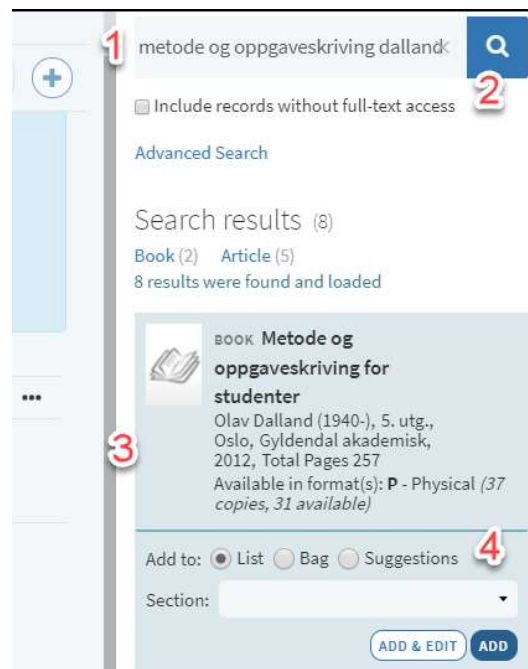 1
metode og oppgaveskriving dalland
2
Include records without full-text access
Advanced Search
Search results (8)
Book (2) Article (5)
8 results were found and loaded
BOOK Metode og
oppgaveskriving for
studenter
Olav Dalland (1940-), 5. utg.,
Oslo, Gyldendal akademisk,
2012, Total Pages 257
3
Available in format(s): P - Physical (37
copies, 31 available)
4
Add to: List Bag Suggestions
Section:
ADD & EDIT ADD